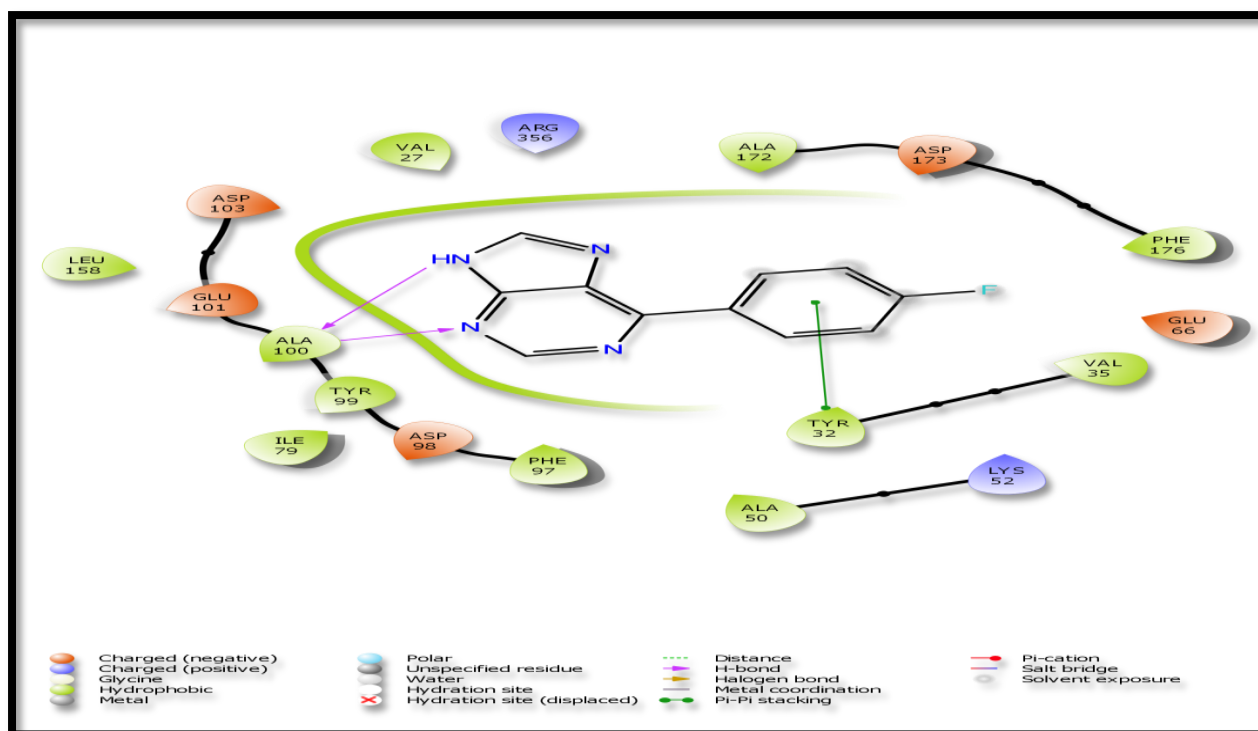 ARG
356
VAL
27
ALA
172
ASP
173
ASP
103
PHE
176
LEU
158
HN
N
GLU
101
F
GLU
66
N
ALA
100
N
VAL
35
TYR
99
TYR
32
ASP
98
ILE
79
PHE
97
LYS
52
ALA
50
Charged (negative)
Charged (positive)
Glycine
Hydrophobic
Metal
Polar
Unspecified residue
Water
Hydration site
Hydration site (displaced)
Distance
H-bond
Halogen bond
Metal coordination
Pi-Pi stacking
Pi-cation
Salt bridge
Solvent exposure